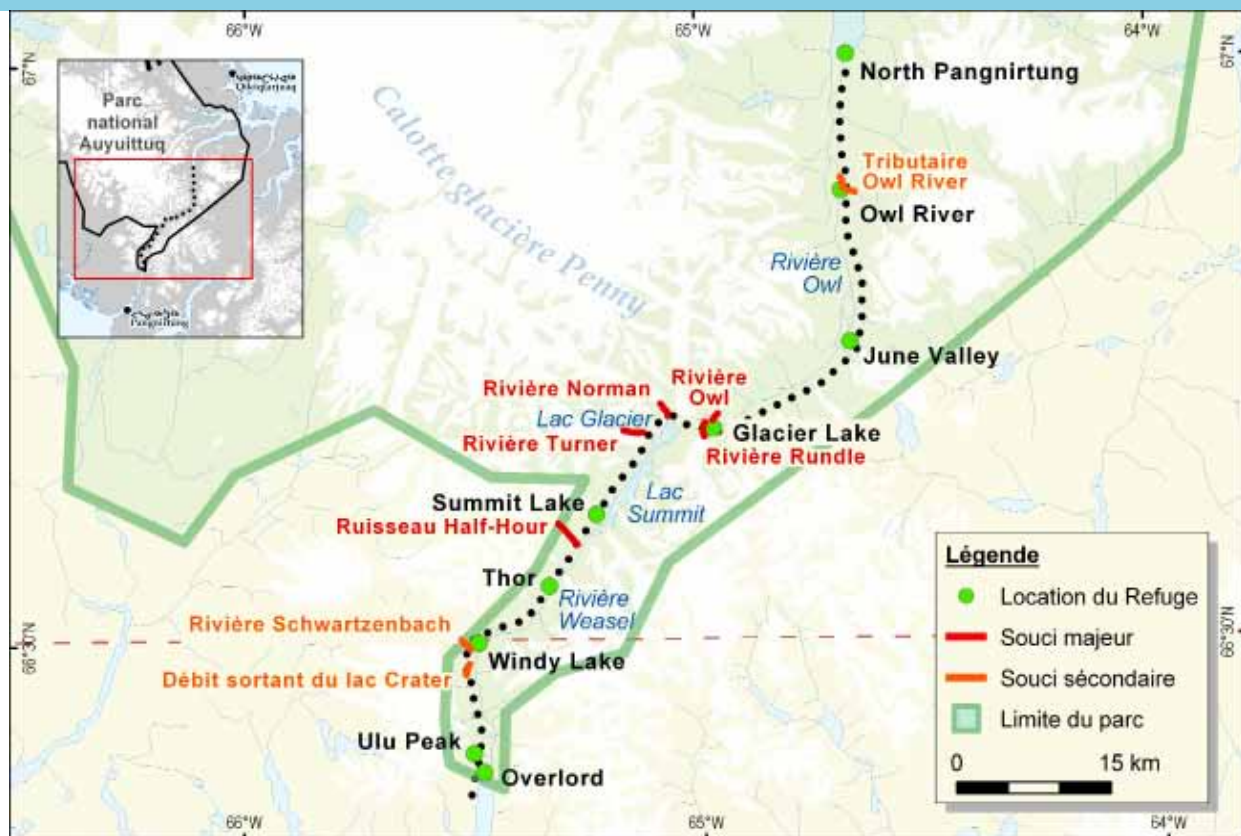 66°W
65°W
64°W
67°N
67°N
North Pangnirtung
Parc
national
Auyuittuq
Pangnirtung
Calotte glacière Penny
Tributaire
Owl River
Owl River
Rivière
Owl
June Valley
Rivière Norman
Rivière
Owl
Lac Glacier
Glacier Lake
Rivière Turner
Rivière Rundle
Summit Lake
Lac
Summit
Ruisseau Half-Hour
Thor
Rivière
Weasel
Rivière Schwartzenbach
66°30'N
66°30'N
Windy Lake
Débit sortant du lac Crater
Ulu Peak
Overlord
Légende
Location du Refuge
Souci majeur
Souci sécondaire
Limite du parc
0
15 km
66°W
65°W
64°W